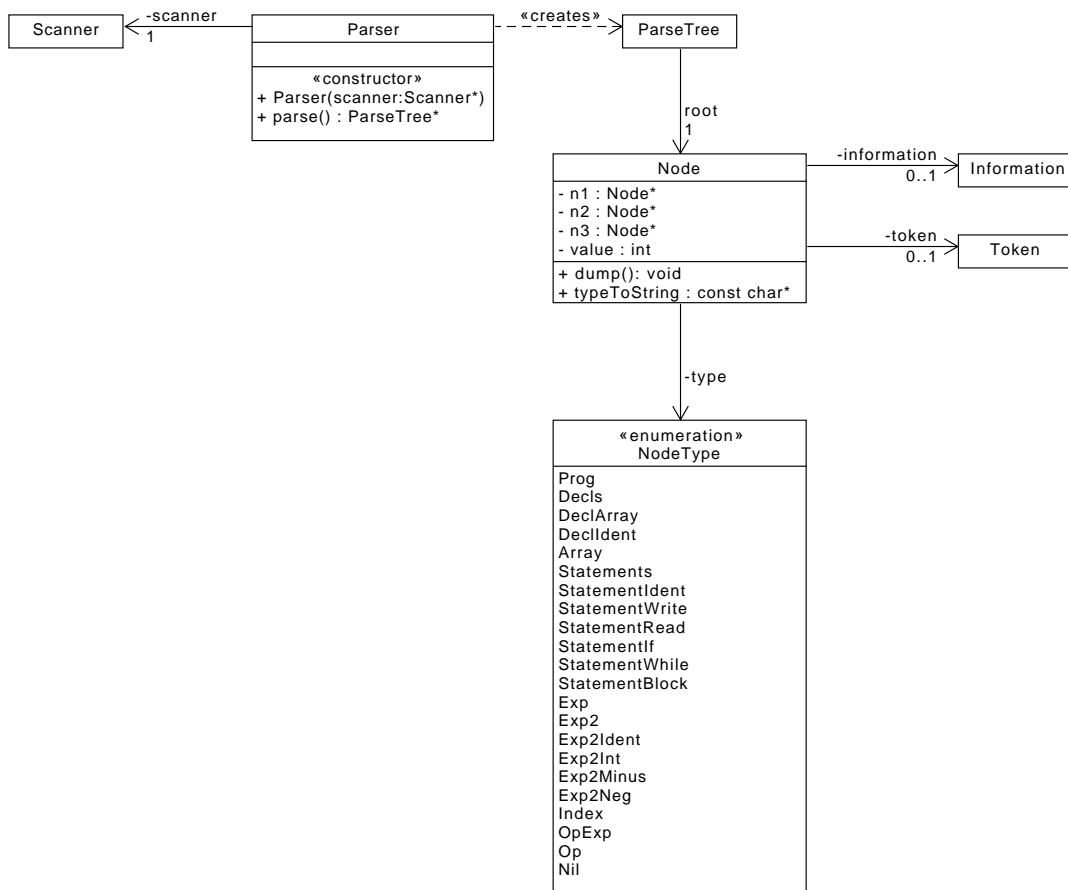 -scanner
«creates»
Scanner
1
Parser
ParseTree
«constructor»
+ Parser(scanner:Scanner*)
+ parse() : ParseTree*
root
1
Node
-information
0..1
Information
- n1 : Node*
- n2 : Node*
- n3 : Node*
- value : int
-token
0..1
Token
+ dump(): void
+ typeToString : const char*
-type
«enumeration»
NodeType
Prog
Decls
DeclArray
DeclIdent
Array
Statements
StatementIdent
StatementWrite
StatementRead
StatementIf
StatementWhile
StatementBlock
Exp
Exp2
Exp2Ident
Exp2Int
Exp2Minus
Exp2Neg
Index
OpExp
Op
Nil